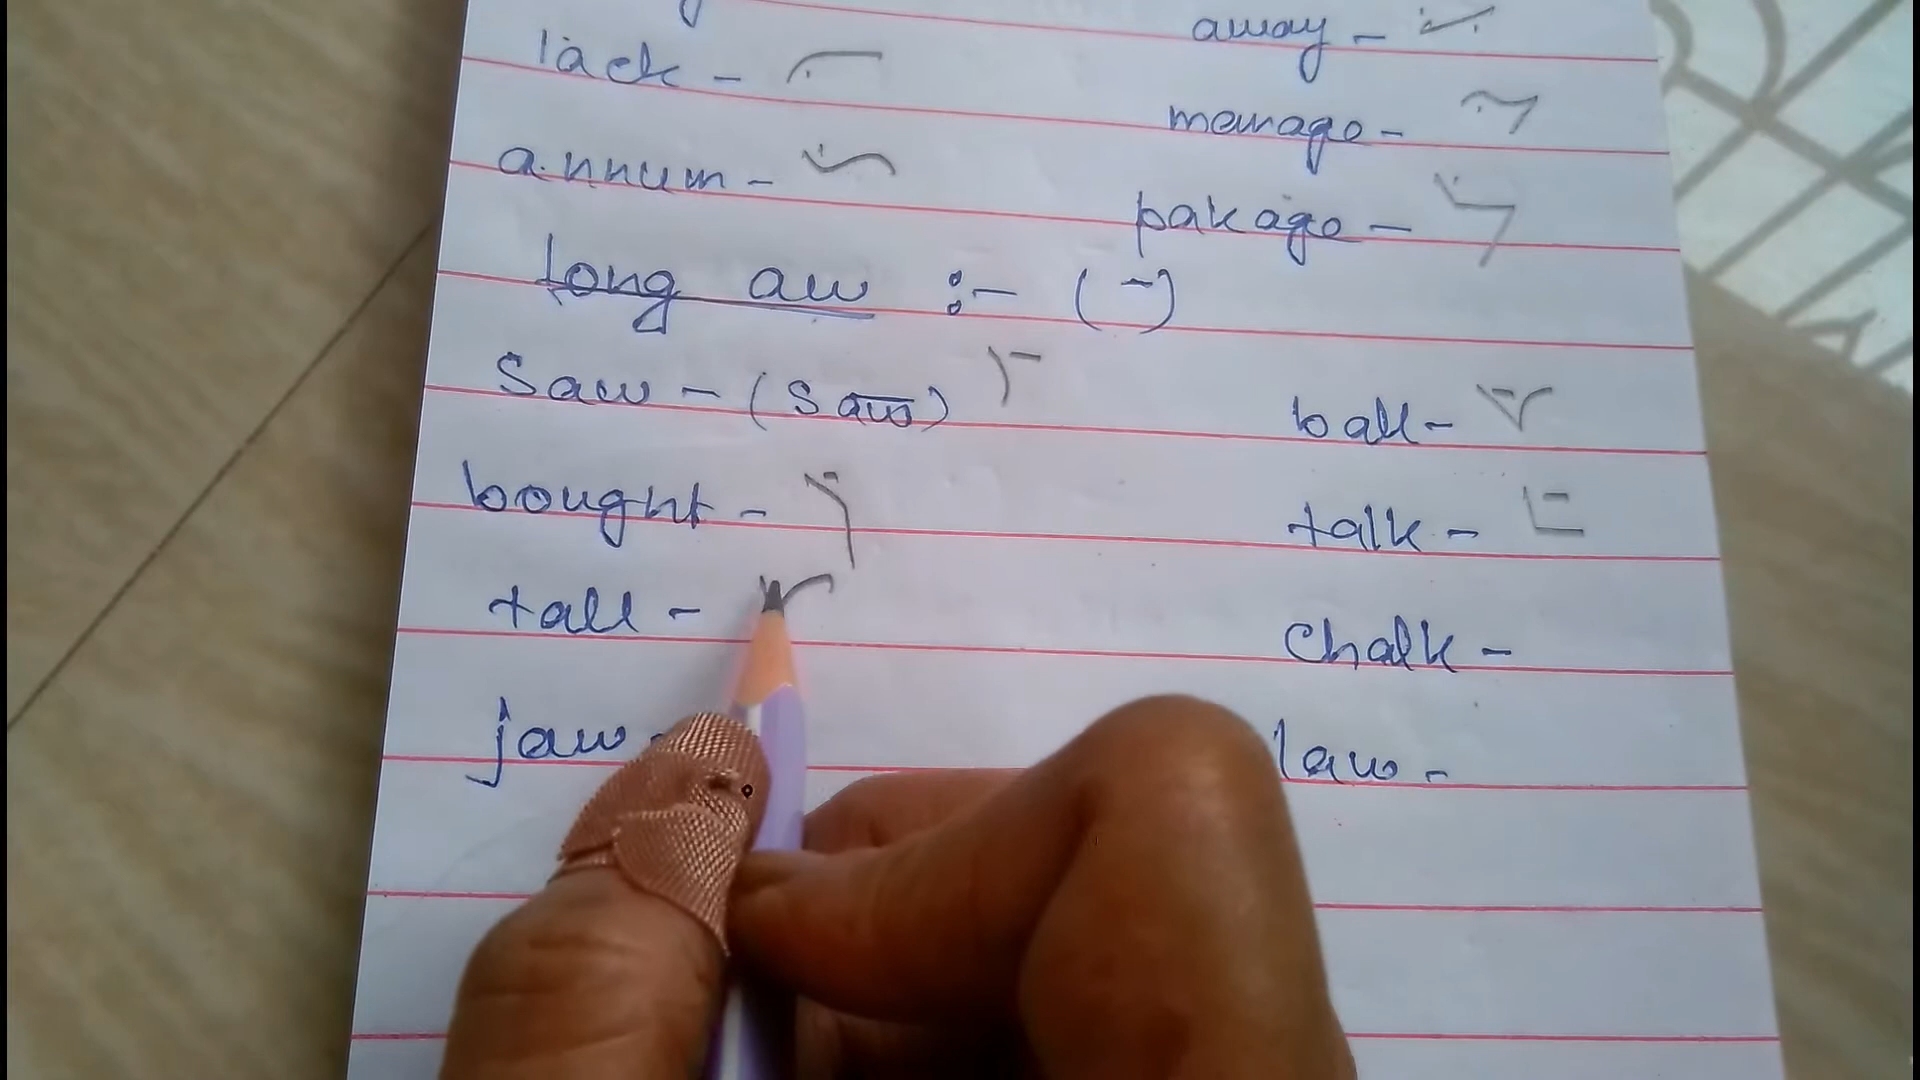 away -
lack -
manage -
annum -
pakage -
long aw :- (-)
saw - (saw)
ball -
bought -
talk -
tall -
chalk -
jaw -
law -